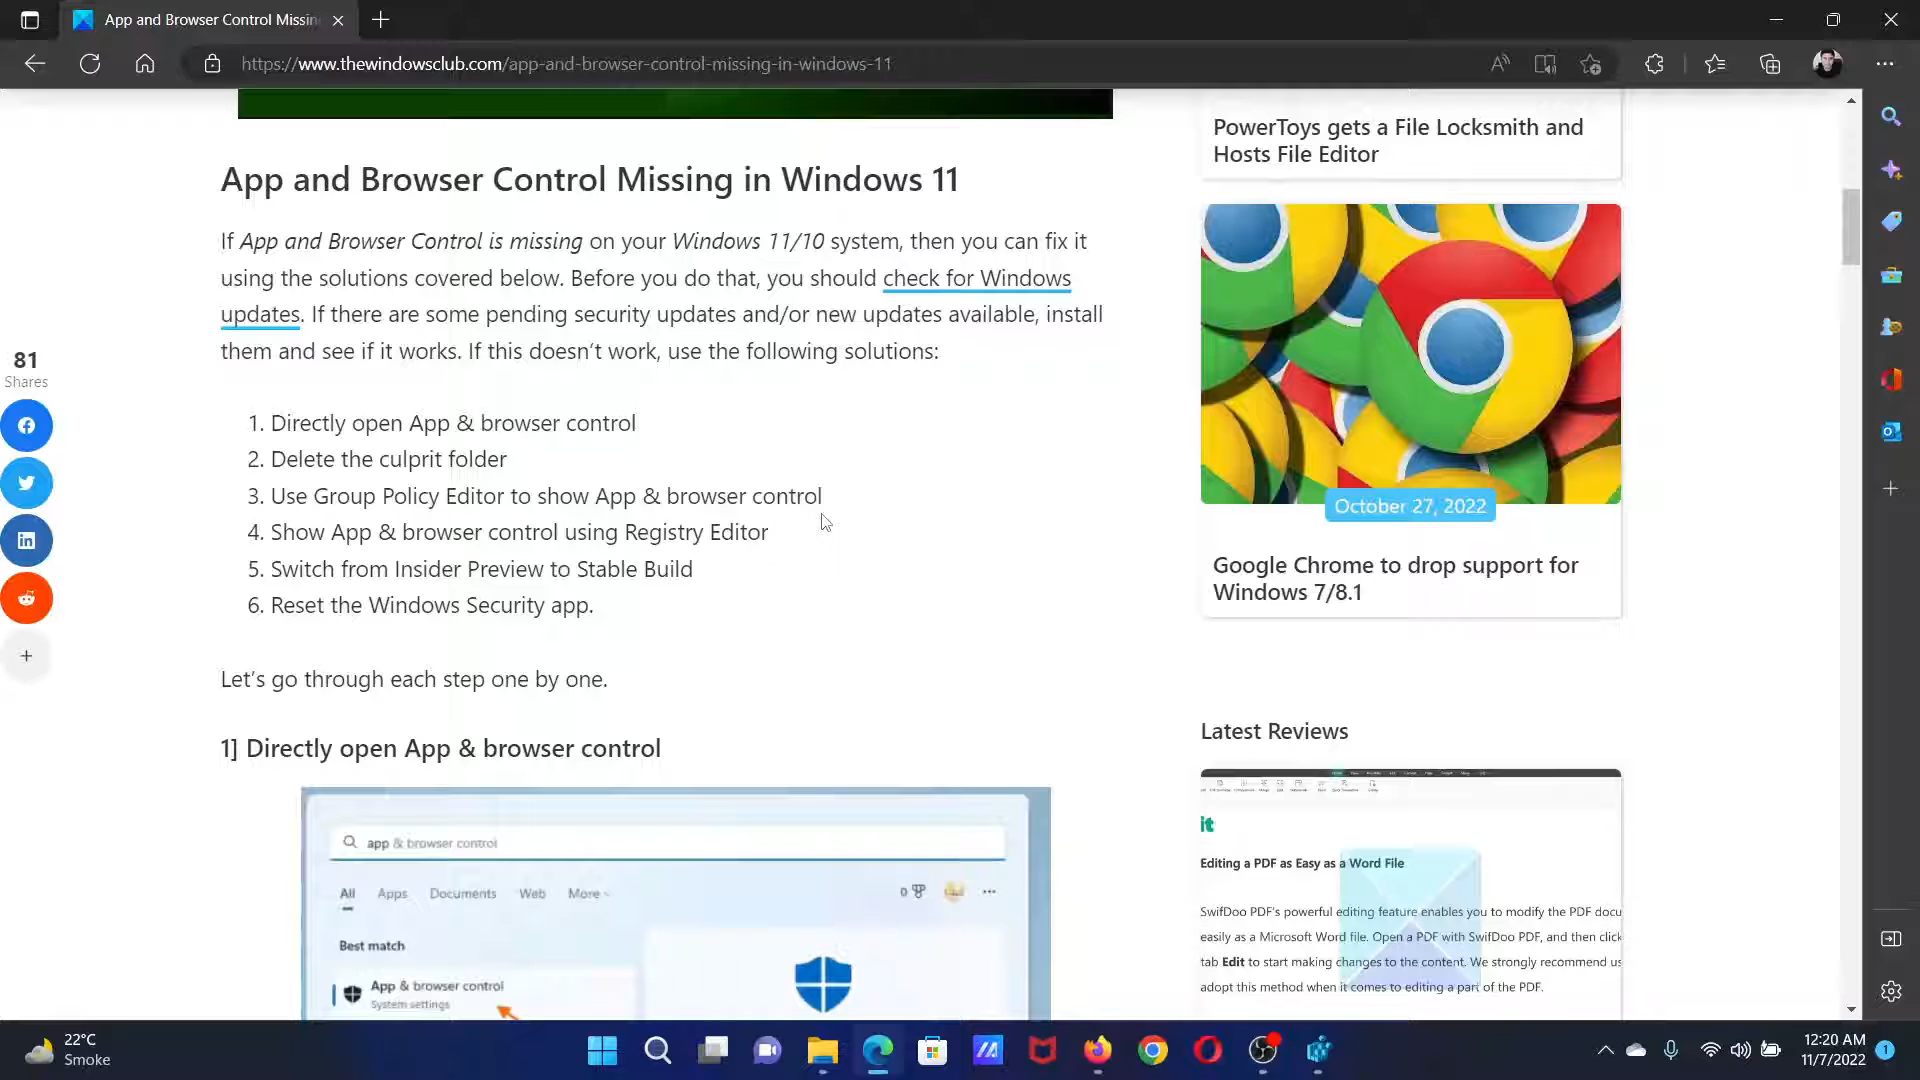 App and Browser Control Missin
https://www.thewindowsclub.com/app-and-browser-control-missing-in-windows-11
PowerToys gets a File Locksmith and
Hosts File Editor
App and Browser Control Missing in Windows 11
If App and Browser Control is missing on your Windows 11/10 system, then you can fix it
using the solutions covered below. Before you do that, you should check for Windows
updates. If there are some pending security updates and/or new updates available, install
them and see if it works. If this doesn't work, use the following solutions:
81
Shares
1. Directly open App & browser control
2. Delete the culprit folder
3. Use Group Policy Editor to show App & browser control
4. Show App & browser control using Registry Editor
5. Switch from Insider Preview to Stable Build
6. Reset the Windows Security app.
October 27, 2022
Google Chrome to drop support for
Windows 7/8.1
Let's go through each step one by one.
1] Directly open App & browser control
app & browser control
All Apps Documents Web More
0
Best match
App & browser control
System settings
Latest Reviews
it
Editing a PDF as Easy as a Word File
SwifDoo PDF's powerful editing feature enables you to modify the PDF docu
easily as a Microsoft Word file. Open a PDF with SwifDoo PDF, and then click
tab Edit to start making changes to the content. We strongly recommend us
adopt this method when it comes to editing a part of the PDF.
22°C
Smoke
12:20 AM
11/7/2022
1